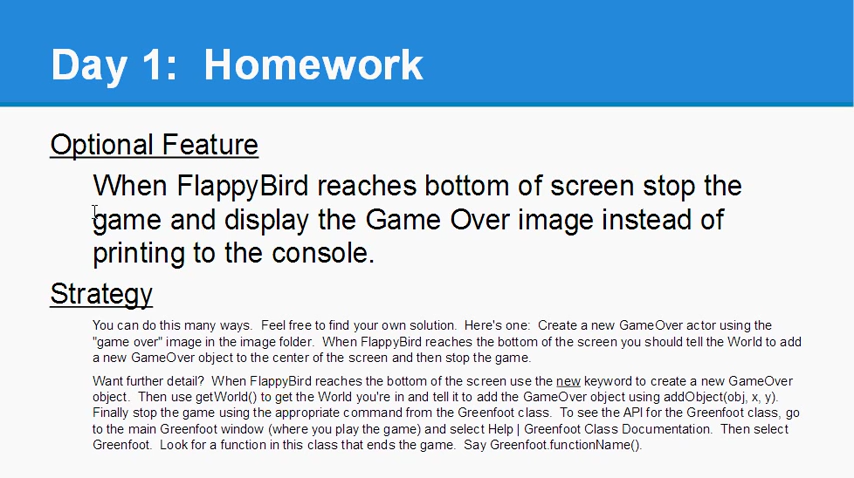 Day 1:  Homework
Optional Feature
When FlappyBird reaches bottom of screen stop the
game and display the Game Over image instead of
printing to the console.
Strategy
You can do this many ways.  Feel free to find your own solution.  Here's one:  Create a new GameOver actor using the
"game over" image in the image folder.  When FlappyBird reaches the bottom of the screen you should tell the World to add
a new GameOver object to the center of the screen and then stop the game.
Want further detail?  When FlappyBird reaches the bottom of the screen use the new keyword to create a new GameOver
object.  Then use getWorld() to get the World you're in and tell it to add the GameOver object using addObject(obj, x, y).
Finally stop the game using the appropriate command from the Greenfoot class.  To see the API for the Greenfoot class, go
to the main Greenfoot window (where you play the game) and select Help | Greenfoot Class Documentation.  Then select
Greenfoot.  Look for a function in this class that ends the game.  Say Greenfoot.functionName().